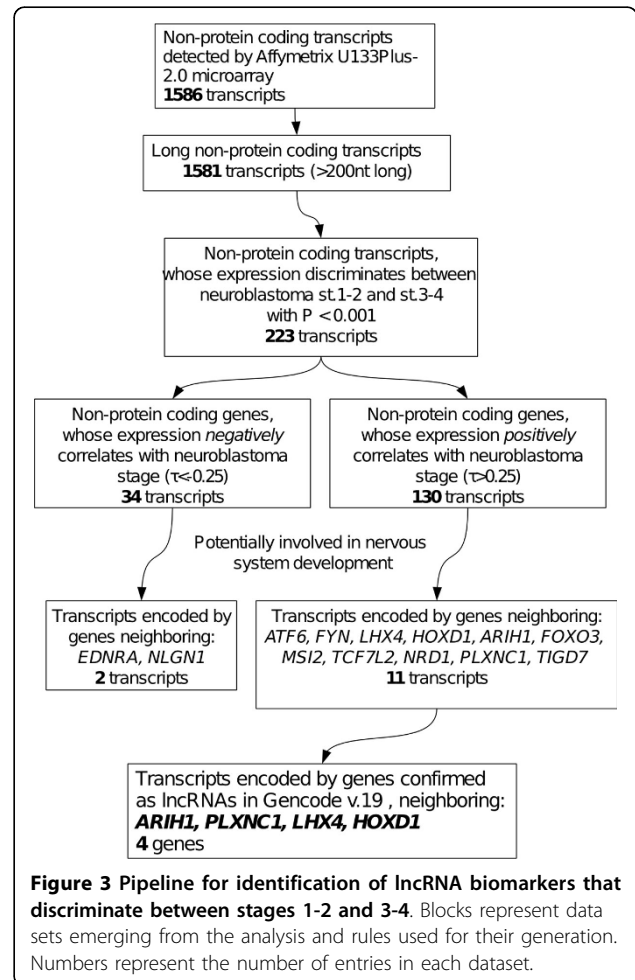 Non-protein coding transcripts
detected by Affymetrix U133Plus-
2.0 microarray
1586 transcripts
Long non-protein coding transcripts
1581 transcripts (>200nt long)
Non-protein coding transcripts,
whose expression discriminates between
neuroblastoma st.1-2 and st.3-4
with P < 0.001
223 transcripts
Non-protein coding genes,
whose expression negatively
correlates with neuroblastoma
stage (τ<-0.25)
34 transcripts
Non-protein coding genes,
whose expression positively
correlates with neuroblastoma
stage (τ>0.25)
130 transcripts
Potentially involved in nervous
system development
Transcripts encoded by
genes neighboring:
EDNRA, NLGN1
2 transcripts
Transcripts encoded by genes neighboring:
ATF6, FYN, LHX4, HOXD1, ARIH1, FOXO3,
MSI2, TCF7L2, NRD1, PLXNC1, TIGD7
11 transcripts
Transcripts encoded by genes confirmed
as lncRNAs in Gencode v.19 , neighboring:
ARIH1, PLXNC1, LHX4, HOXD1
4 genes
Figure 3 Pipeline for identification of lncRNA biomarkers that
discriminate between stages 1-2 and 3-4. Blocks represent data
sets emerging from the analysis and rules used for their generation.
Numbers represent the number of entries in each dataset.